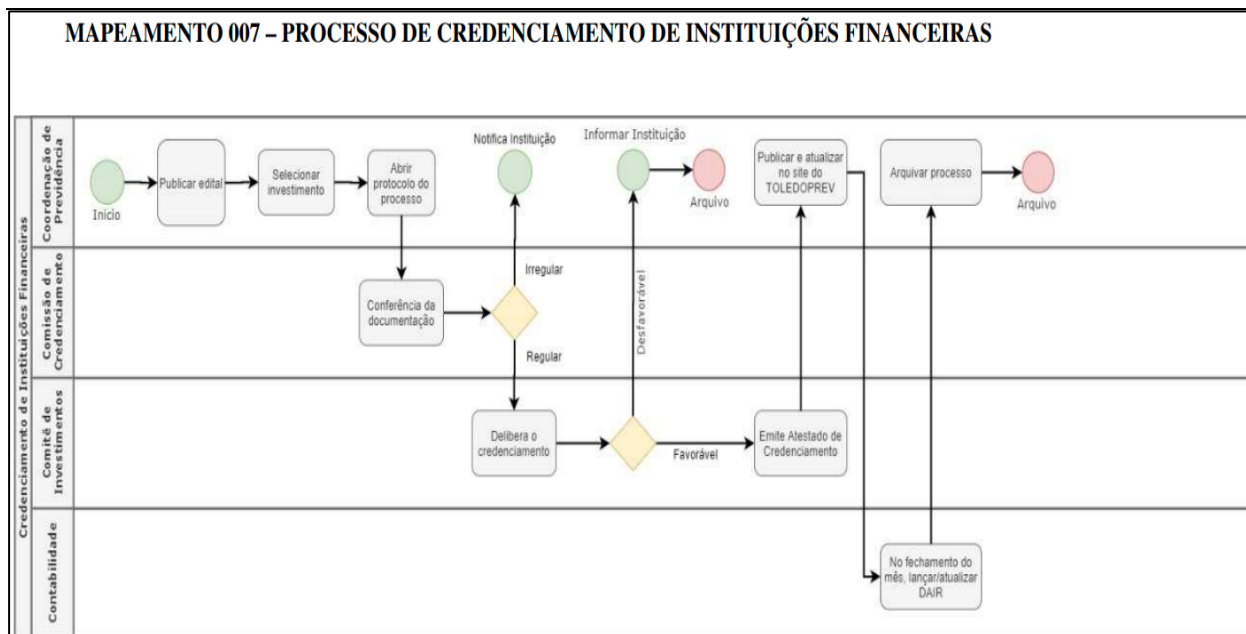 MAPEAMENTO 007 – PROCESSO DE CREDENCIAMENTO DE INSTITUIÇÕES FINANCEIRAS
Credenciamento de Instituições Financeiras
Coordenação de
Previdência
Início
Publicar edital
Selecionar
investimento
Abrir
protocolo do
processo
Notifica Instituição
Informar Instituição
Arquivo
Publicar e atualizar
no site do
TOLEDOPREV
Arquivar processo
Arquivo
Comissão de
Credenciamento
Conferência da
documentação
Irregular
Regular
Desfavorável
Comitê de
Investimentos
Delibera o
credenciamento
Favorável
Emite Atestado de
Credenciamento
Contabilidade
No fechamento do
mês, lançar/atualizar
DAIR